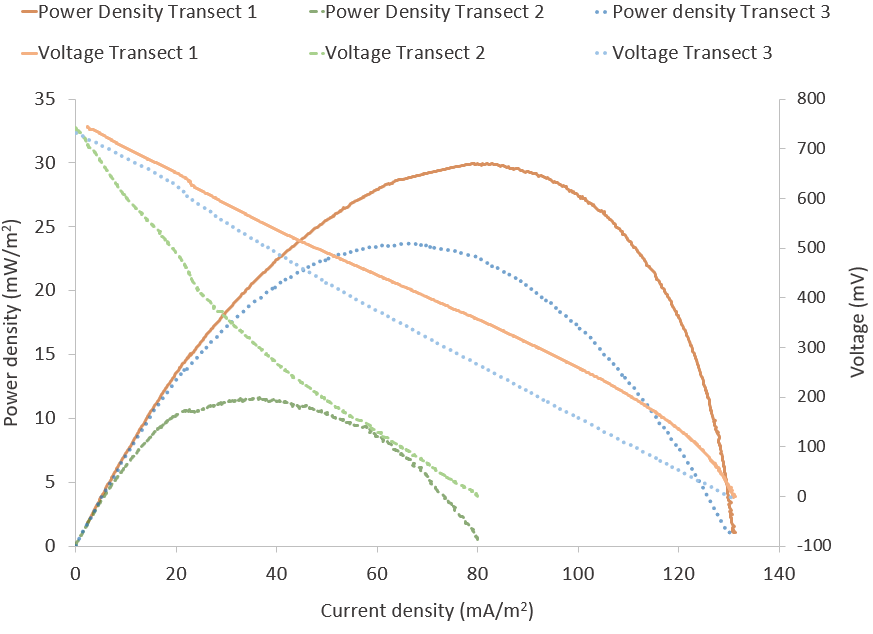 Power Density Transect 1 Power Density Transect 2 Power density Transect 3
Voltage Transect 1 Voltage Transect 2 Voltage Transect 3
35 800
700
30
600
25
500
20
400
300
15
200
10
100
5
0
0 -100
0 20 40 60 80 100 120 140
Power density (mW/m²)
Voltage (mV)
Current density (mA/m²)